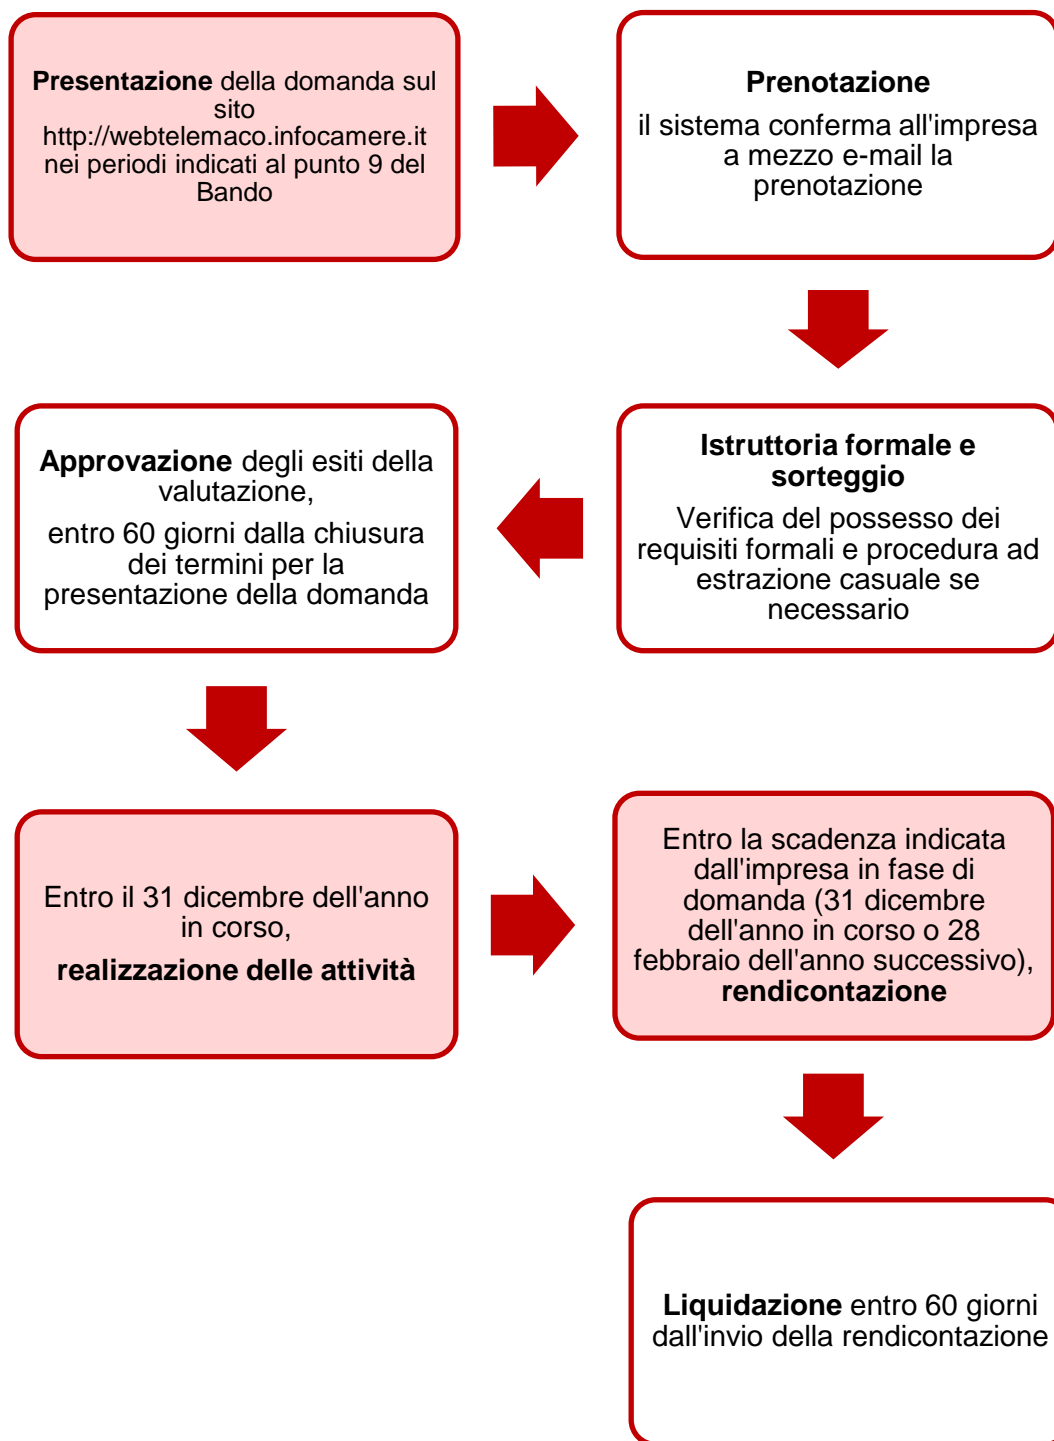 Presentazione della domanda sul
sito
http://webtelemaco.infocamere.it
nei periodi indicati al punto 9 del
Bando
Prenotazione
il sistema conferma all'impresa
a mezzo e-mail la
prenotazione
Istruttoria formale e
sorteggio
Verifica del possesso dei
requisiti formali e procedura ad
estrazione casuale se
necessario
Approvazione degli esiti della
valutazione,
entro 60 giorni dalla chiusura
dei termini per la
presentazione della domanda
Entro il 31 dicembre dell'anno
in corso,
realizzazione delle attività
Entro la scadenza indicata
dall'impresa in fase di
domanda (31 dicembre
dell'anno in corso o 28
febbraio dell'anno successivo),
rendicontazione
Liquidazione entro 60 giorni
dall'invio della rendicontazione